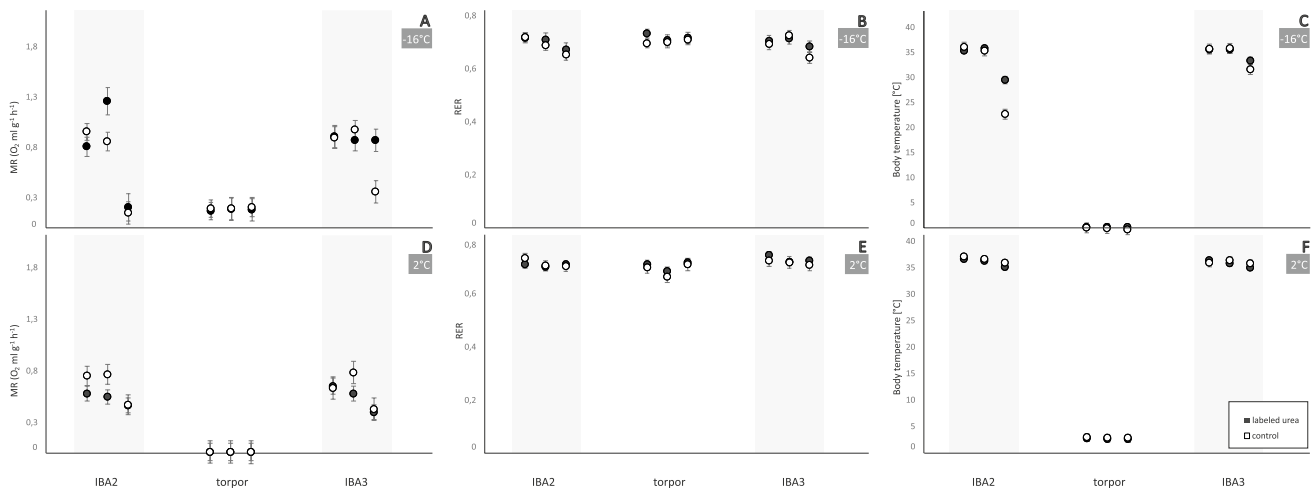 A
-16°C
1,8
1,3
0,8
0,3
0
MR (O₂ ml g⁻¹ h⁻¹)
B
-16°C
0,8
0,6
0,4
0,2
0
RER
C
-16°C
40
35
30
25
20
15
10
5
0
Body temperature [°C]
D
2°C
1,8
1,3
0,8
0,3
0
MR (O₂ ml g⁻¹ h⁻¹)
E
2°C
0,8
0,6
0,4
0,2
0
RER
F
2°C
40
35
30
25
20
15
10
5
0
Body temperature [°C]
labeled urea
control
IBA2 torpor IBA3
IBA2 torpor IBA3
IBA2 torpor IBA3